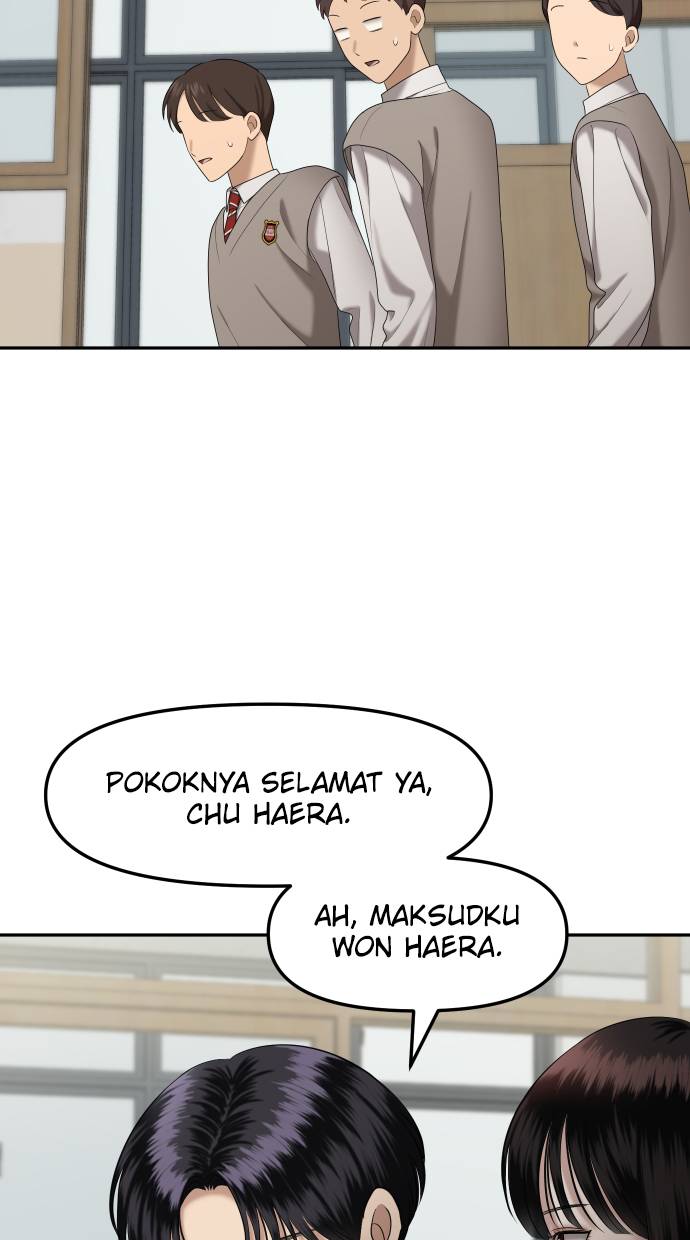 POKOKNYA SELAMAT YA,
CHU HAERA.
AH, MAKSUDKU
WON HAERA.